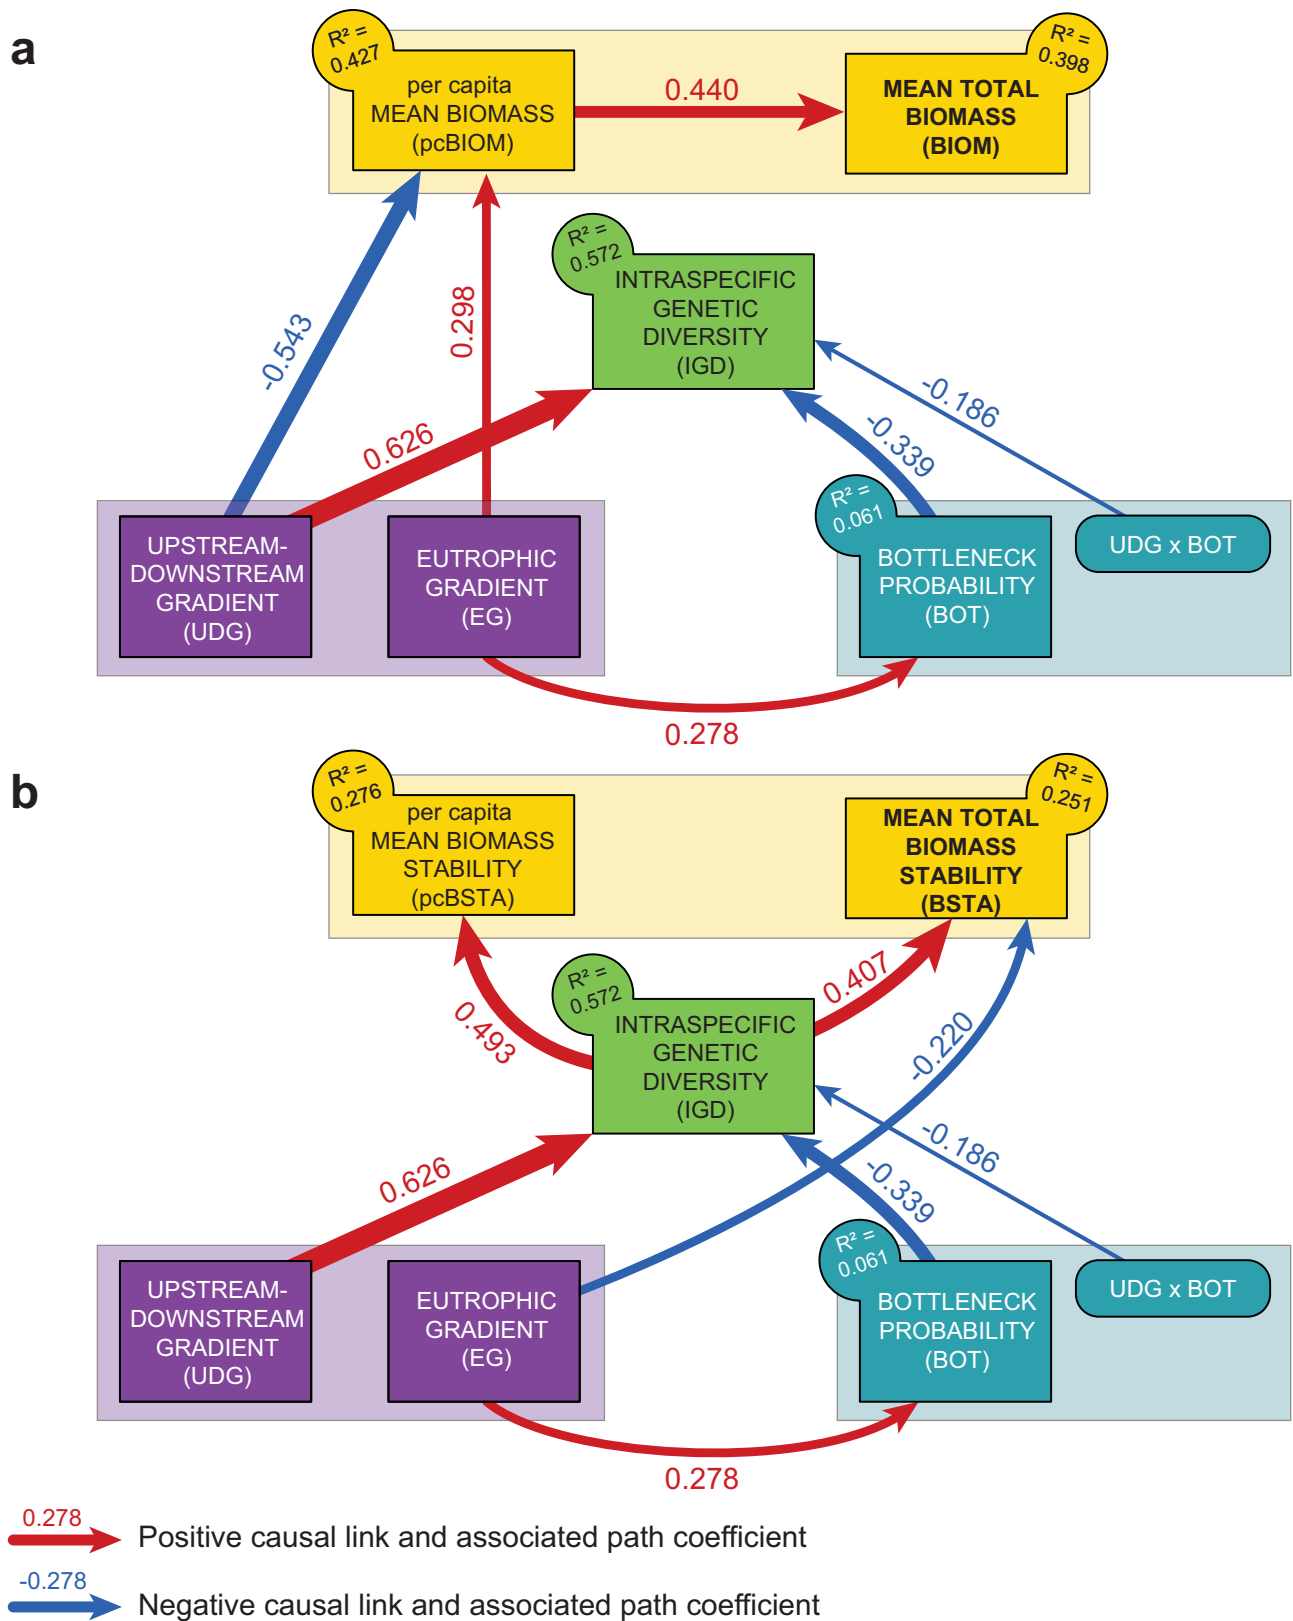 a
R² =
0.427
per capita
MEAN BIOMASS
(pcBIOM)
0.440
R² =
0.398
MEAN TOTAL
BIOMASS
(BIOM)
-0.543
0.298
0.626
R² =
0.572
INTRASPECIFIC
GENETIC
DIVERSITY
(IGD)
-0.186
-0.339
UPSTREAM-
DOWNSTREAM
GRADIENT
(UDG)
EUTROPHIC
GRADIENT
(EG)
R² =
0.061
BOTTLENECK
PROBABILITY
(BOT)
UDG x BOT
0.278
b
R² =
0.276
per capita
MEAN BIOMASS
STABILITY
(pcBSTA)
R² =
0.251
MEAN TOTAL
BIOMASS
STABILITY
(BSTA)
0.493
0.407
-0.220
R² =
0.572
INTRASPECIFIC
GENETIC
DIVERSITY
(IGD)
0.626
-0.186
-0.339
UPSTREAM-
DOWNSTREAM
GRADIENT
(UDG)
EUTROPHIC
GRADIENT
(EG)
R² =
0.061
BOTTLENECK
PROBABILITY
(BOT)
UDG x BOT
0.278
0.278
Positive causal link and associated path coefficient
-0.278
Negative causal link and associated path coefficient